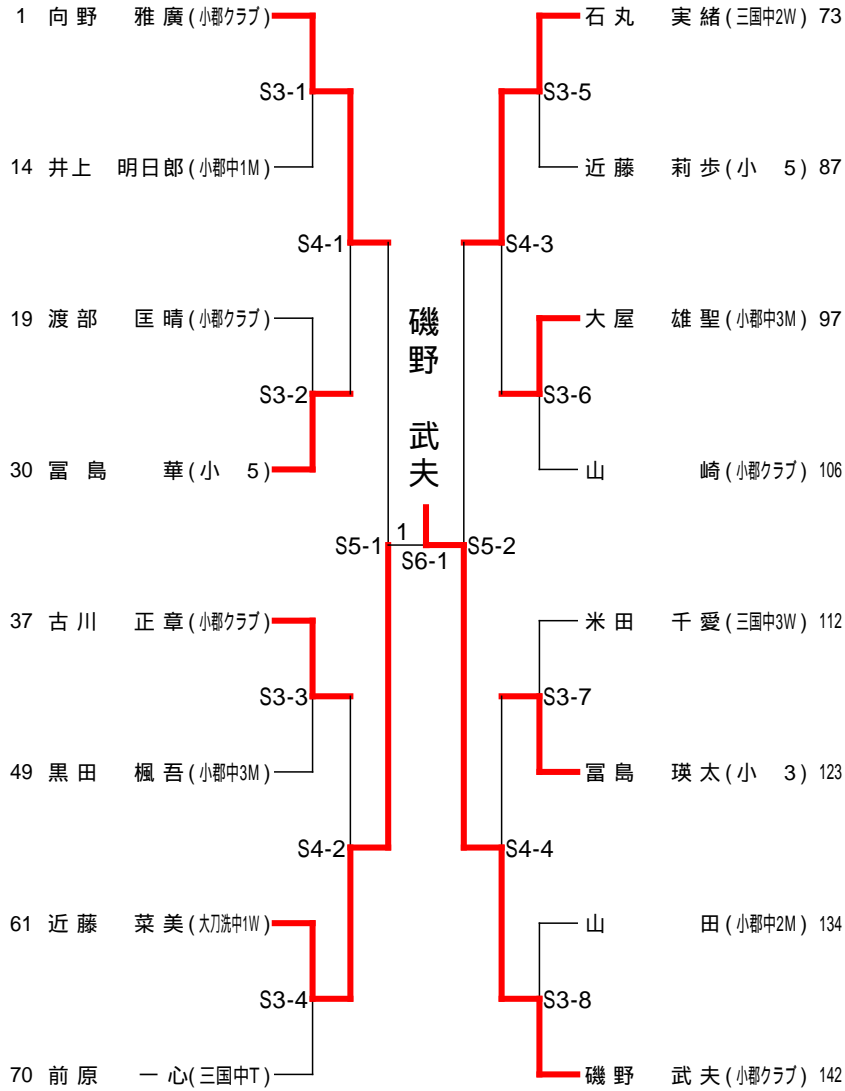 1 向野 雅廣(小郡クラブ)
S3-1
14 井上 明日郎(小郡中1M)
S4-1
19 渡部 匡晴(小郡クラブ)
S3-2
30 冨島 華(小 5)
S5-1
37 古川 正章(小郡クラブ)
S3-3
49 黒田 楓吾(小郡中3M)
S4-2
61 近藤 菜美(大刀洗中1W)
S3-4
70 前原 一心(三国中T)
磯野 武夫
1
S6-1
石丸 実緒(三国中2W) 73
S3-5
近藤 莉歩(小 5) 87
S4-3
大屋 雄聖(小郡中3M) 97
S3-6
山 崎(小郡クラブ) 106
S5-2
米田 千愛(三国中3W) 112
S3-7
冨島 瑛太(小 3) 123
S4-4
山 田(小郡中2M) 134
S3-8
磯野 武夫(小郡クラブ) 142